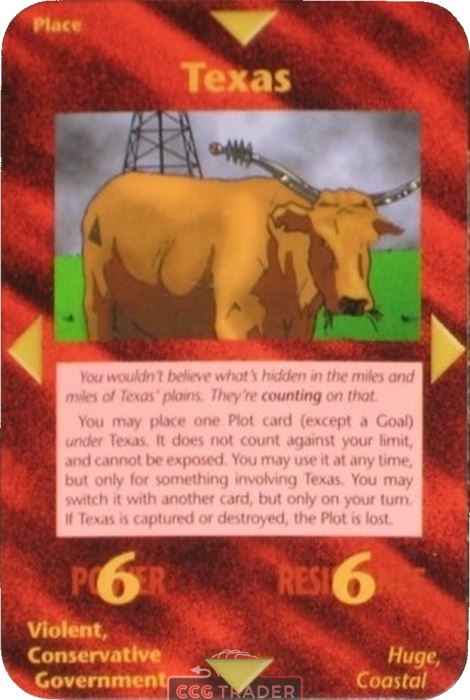 Place
Texas
You wouldn't believe what's hidden in the miles and
miles of Texas' plains. They're counting on that.
You may place one Plot card (except a Goal)
under Texas. It does not count against your limit,
and cannot be exposed. You may use it at any time,
but only for something involving Texas. You may
switch it with another card, but only on your turn.
If Texas is captured or destroyed, the Plot is lost.
POWER 6
RESISTANCE 6
Violent,
Conservative
Government
Huge,
Coastal
CCG TRADER